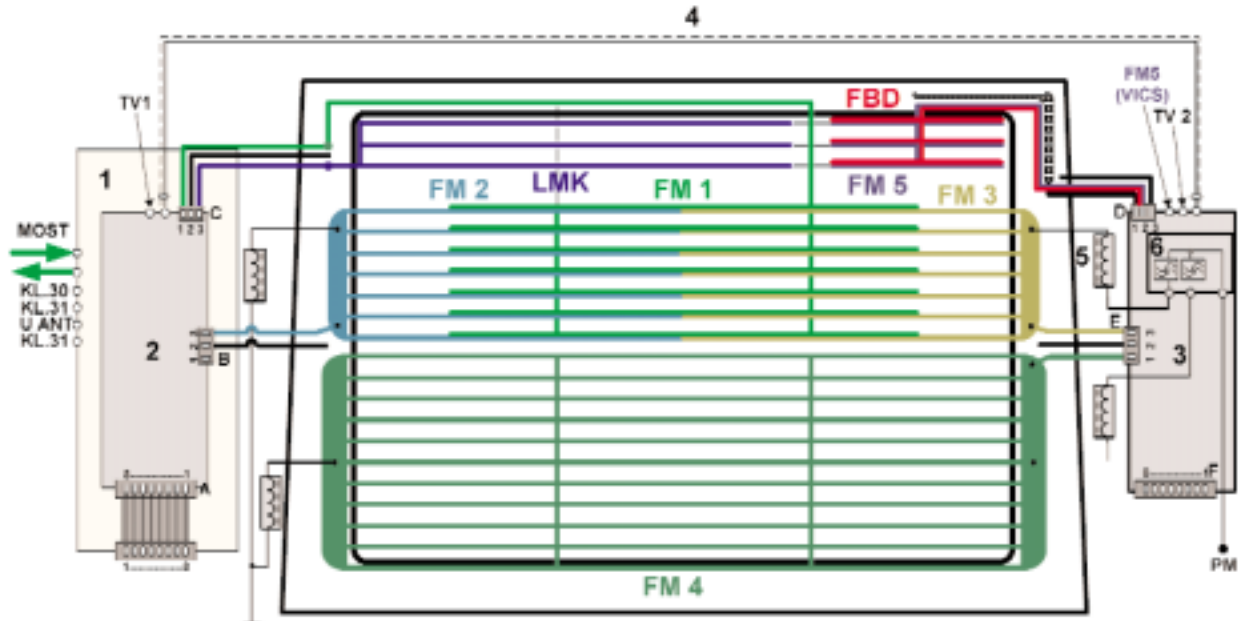 4
TV1
FM5
(VICS)
TV 2
FBD
1
FM 2
LMK
FM 1
FM 5
FM 3
C
1 2 3
D
1 2
MOST
6
5
KL.30
KL.31
U ANT
KL.31
2
B
E
3
2
1
3
A
F
1
PM
FM 4